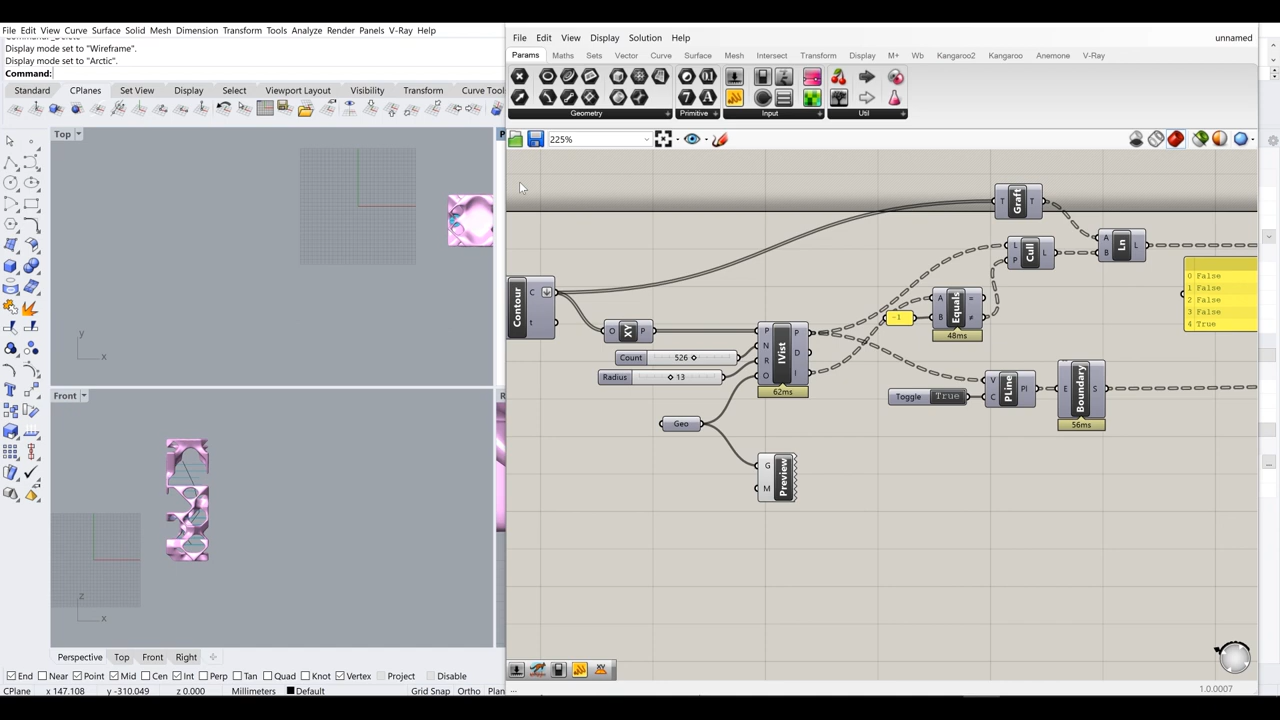 File Edit View Curve Surface Solid Mesh Dimension Transform Tools Analyze Render Panels V-Ray Help
Display mode set to "Wireframe".
Display mode set to "Arctic".
Command:
Standard CPlanes Set View Display Select Viewport Layout Visibility Transform Curve Tool
Top
y
x
Front
z
x
Perspective Top Front Right
End Near Point Mid Cen Int Perp Tan Quad Knot Vertex Project Disable
CPlane x 147.108 y -310.049 z 0.000 Millimeters Default Grid Snap Ortho Plan
File Edit View Display Solution Help
unnamed
Params Maths Sets Vector Curve Surface Mesh Intersect Transform Display M+ Wb Kangaroo2 Kangaroo Anemone V-Ray
Geometry Primitive Input Util
225%
T Graft T
L Cull L
P
A Ln L
B
0 False
1 False
2 False
3 False
4 True
Contour C
t
O XY P
Count 526
Radius 13
P IVist P
N D
R I
O
62ms
-1
A Equals =
B ≠
48ms
Toggle True
V PLine Pl
C
E Boundary S
56ms
Geo
G Preview
M
1.0.0007